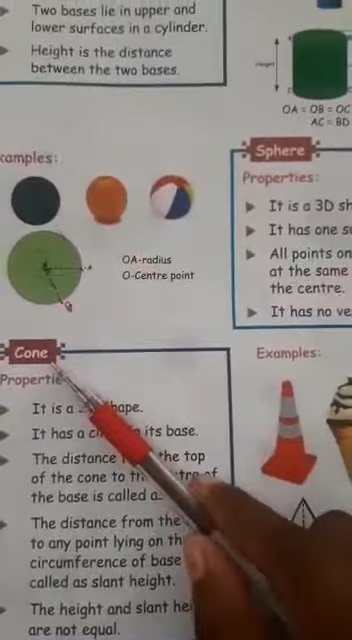 Two bases lie in upper and
lower surfaces in a cylinder.
Height is the distance
between the two bases.
Height
OA = OB = OC
AC = BD
xamples:
OA-radius
O-Centre point
Sphere
Properties:
It is a 3D sh
It has one su
All points on
at the same
the centre.
It has no ve
Cone
Propertie
It is a hape.
It has a ci its base.
The distance the top
of the cone to th tre of
the base is called a
The distance from the
to any point lying on th
circumference of base
called as slant height.
The height and slant hei
are not equal.
Examples: